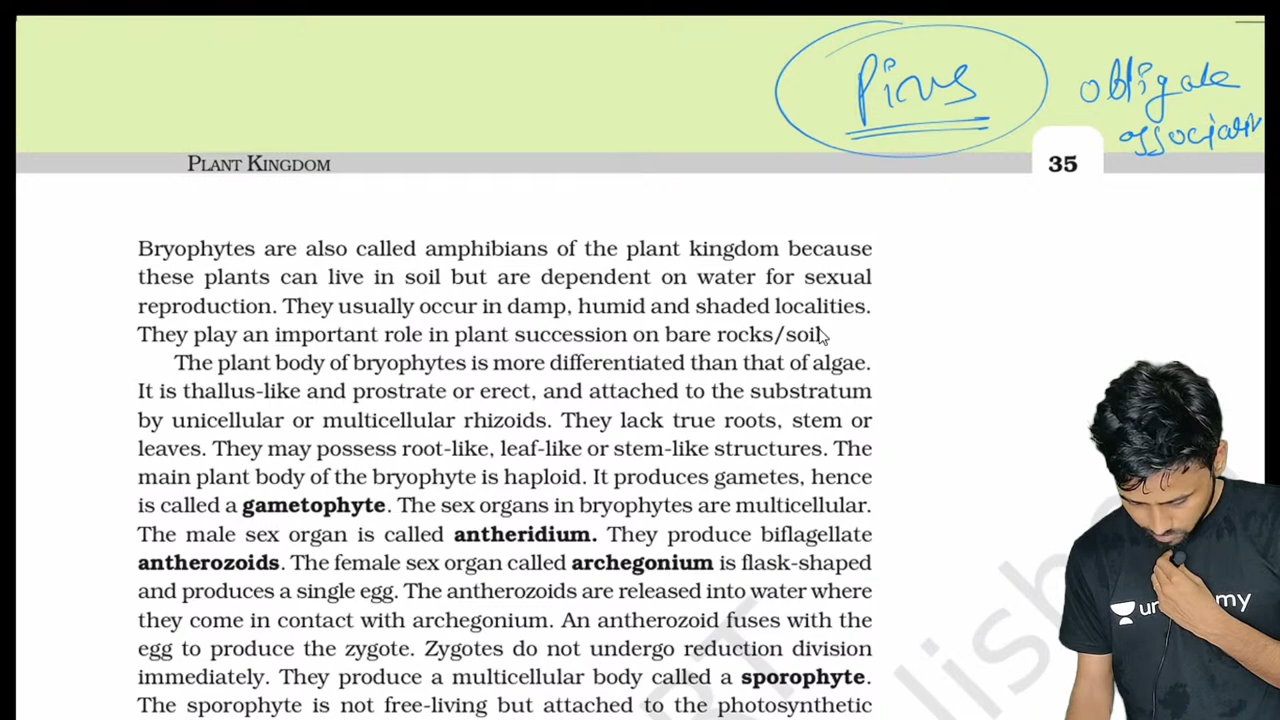 Pinus
obligate
associatn
PLANT KINGDOM
35
Bryophytes are also called amphibians of the plant kingdom because
these plants can live in soil but are dependent on water for sexual
reproduction. They usually occur in damp, humid and shaded localities.
They play an important role in plant succession on bare rocks/soil.
The plant body of bryophytes is more differentiated than that of algae.
It is thallus-like and prostrate or erect, and attached to the substratum
by unicellular or multicellular rhizoids. They lack true roots, stem or
leaves. They may possess root-like, leaf-like or stem-like structures. The
main plant body of the bryophyte is haploid. It produces gametes, hence
is called a gametophyte. The sex organs in bryophytes are multicellular.
The male sex organ is called antheridium. They produce biflagellate
antherozoids. The female sex organ called archegonium is flask-shaped
and produces a single egg. The antherozoids are released into water where
they come in contact with archegonium. An antherozoid fuses with the
egg to produce the zygote. Zygotes do not undergo reduction division
immediately. They produce a multicellular body called a sporophyte.
The sporophyte is not free-living but attached to the photosynthetic